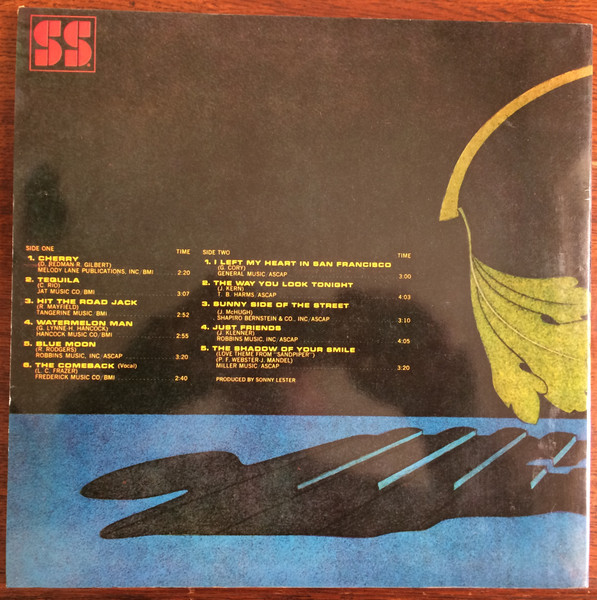 SS
SIDE ONE TIME
1. CHERRY
(D. REDMAN-R. GILBERT)
MELODY LANE PUBLICATIONS, INC./BMI 2:20
2. TEQUILA
(C. RIO)
JAT MUSIC CO./BMI 3:07
3. HIT THE ROAD JACK
(R. MAYFIELD)
TANGERINE MUSIC/BMI 2:52
4. WATERMELON MAN
(G. LYNNE-H. HANCOCK)
HANCOCK MUSIC CO./BMI 2:55
5. BLUE MOON
(R. RODGERS)
ROBBINS MUSIC, INC./ASCAP 3:20
6. THE COMEBACK (Vocal)
(L. C. FRAZER)
FREDERICK MUSIC CO./BMI 2:40
SIDE TWO TIME
1. I LEFT MY HEART IN SAN FRANCISCO
(G. CORY)
GENERAL MUSIC/ASCAP 3:00
2. THE WAY YOU LOOK TONIGHT
(J. KERN)
T. B. HARMS/ASCAP 4:03
3. SUNNY SIDE OF THE STREET
(J. McHUGH)
SHAPIRO BERNSTEIN & CO., INC/ASCAP 3:10
4. JUST FRIENDS
(J. KLENNER)
ROBBINS MUSIC, INC/ASCAP 4:05
5. THE SHADOW OF YOUR SMILE
(LOVE THEME FROM "SANDPIPER")
(P. F. WEBSTER-J. MANDEL)
MILLER MUSIC/ASCAP 3:20
PRODUCED BY SONNY LESTER